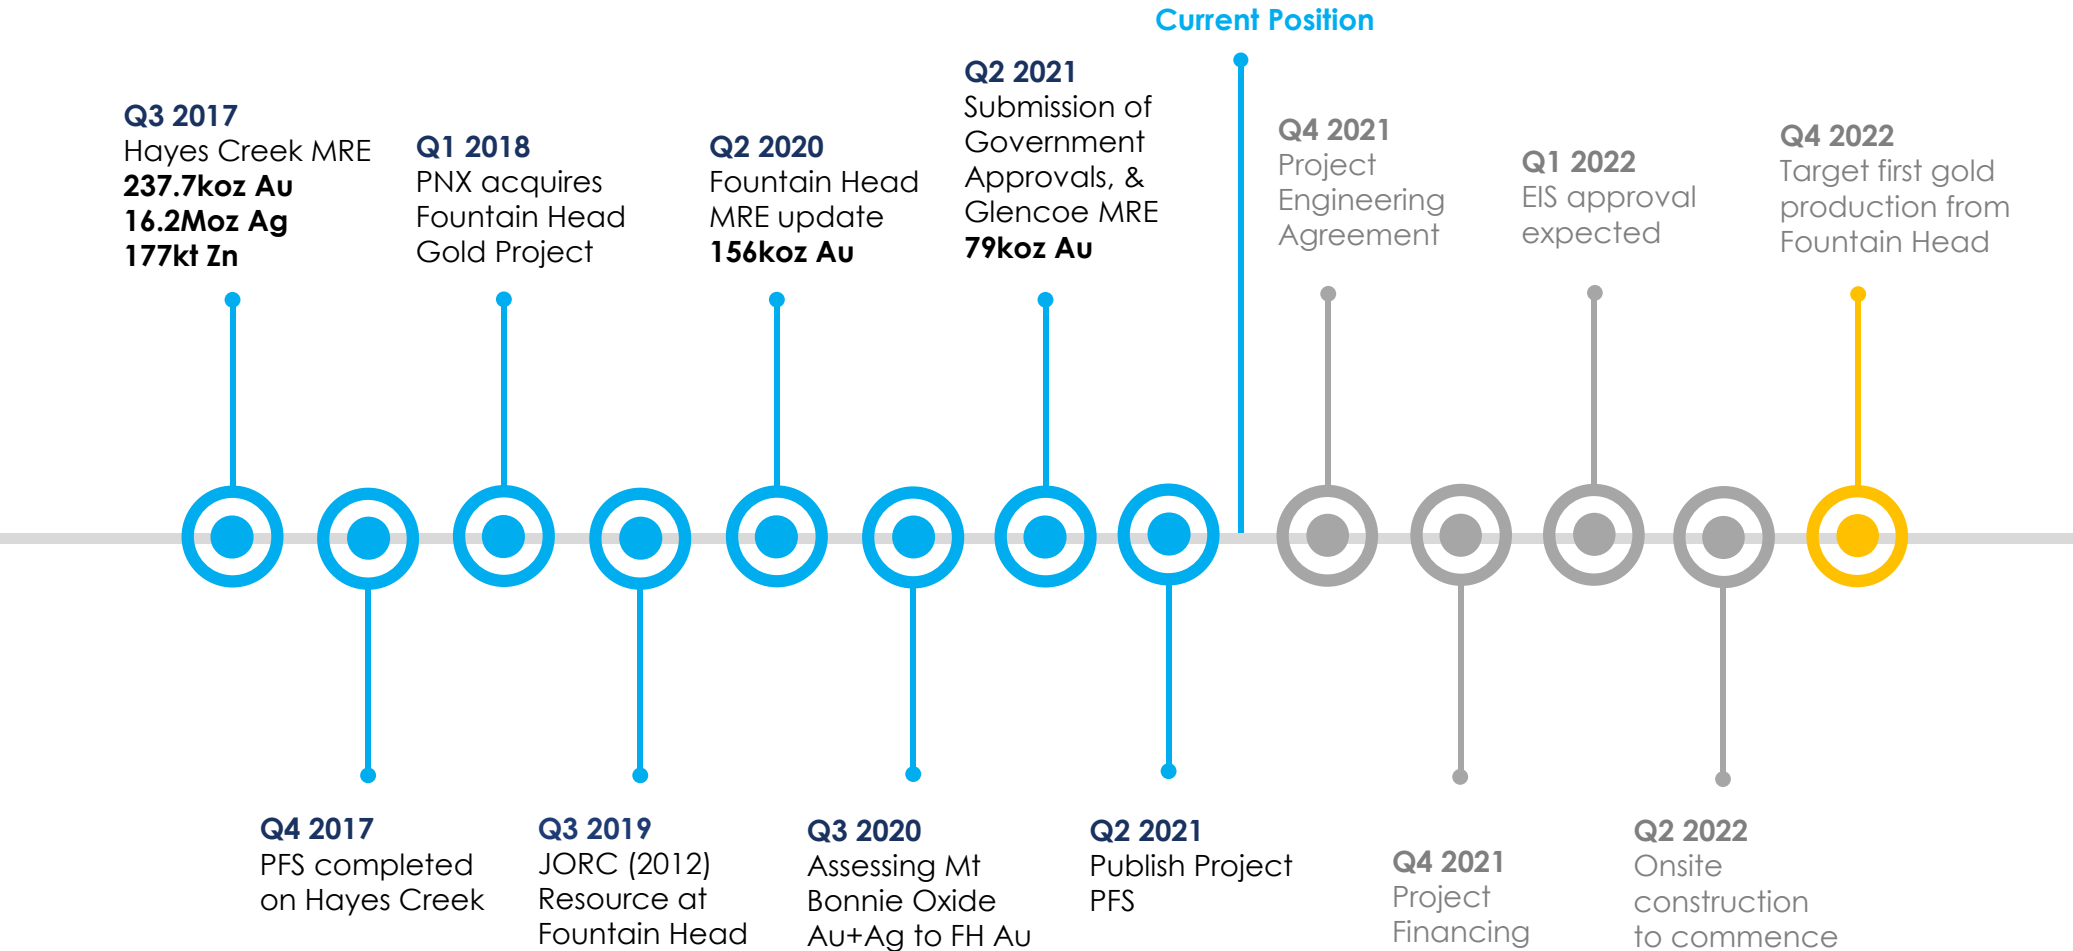 Current Position
Q3 2017
Hayes Creek MRE
237.7koz Au
16.2Moz Ag
177kt Zn
Q1 2018
PNX acquires
Fountain Head
Gold Project
Q2 2020
Fountain Head
MRE update
156koz Au
Q2 2021
Submission of
Government
Approvals, &
Glencoe MRE
79koz Au
Q4 2021
Project
Engineering
Agreement
Q1 2022
EIS approval
expected
Q4 2022
Target first gold
production from
Fountain Head
Q4 2017
PFS completed
on Hayes Creek
Q3 2019
JORC (2012)
Resource at
Fountain Head
Q3 2020
Assessing Mt
Bonnie Oxide
Au+Ag to FH Au
Q2 2021
Publish Project
PFS
Q4 2021
Project
Financing
Q2 2022
Onsite
construction
to commence